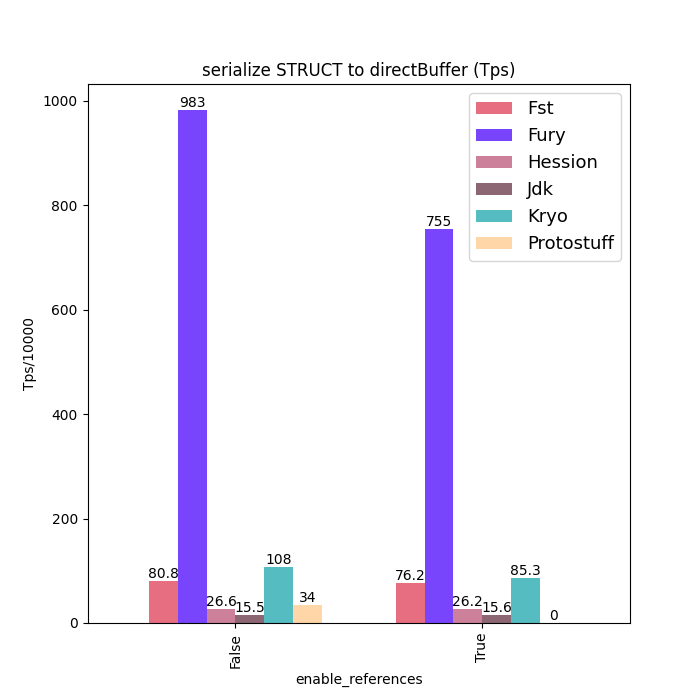 serialize STRUCT to directBuffer (Tps)
1000
800
600
400
200
0
Tps/10000
Fst
Fury
Hession
Jdk
Kryo
Protostuff
80.8
983
26.6
15.5
108
34
76.2
755
26.2
15.6
85.3
0
False
True
enable_references